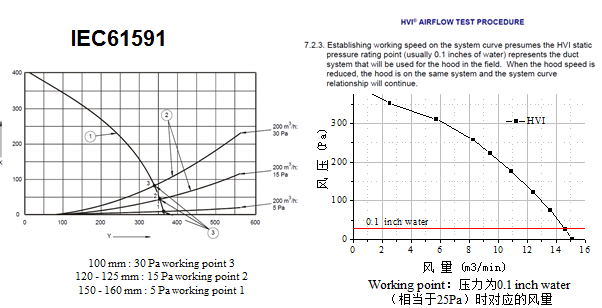 IEC61591
400
300
200
100
0
0
100
200
300
400
500
600
Y
1
2
3
3
2
200 m³/h:
30 Pa
200 m³/h:
15 Pa
200 m³/h:
5 Pa
100 mm : 30 Pa working point 3
120 - 125 mm : 15 Pa working point 2
150 - 160 mm : 5 Pa working point 1
HVI® AIRFLOW TEST PROCEDURE
7.2.3. Establishing working speed on the system curve presumes the HVI static
pressure rating point (usually 0.1 inches of water) represents the duct
system that will be used for the hood in the field. When the hood speed is
reduced, the hood is on the same system and the system curve
relationship will continue.
HVI
风 压 (Pa)
300
200
100
0
0.1 inch water
0 2 4 6 8 10 12 14 16
风 量 (m3/min)
Working point: 压力为0.1 inch water
（相当于25Pa）时对应的风量